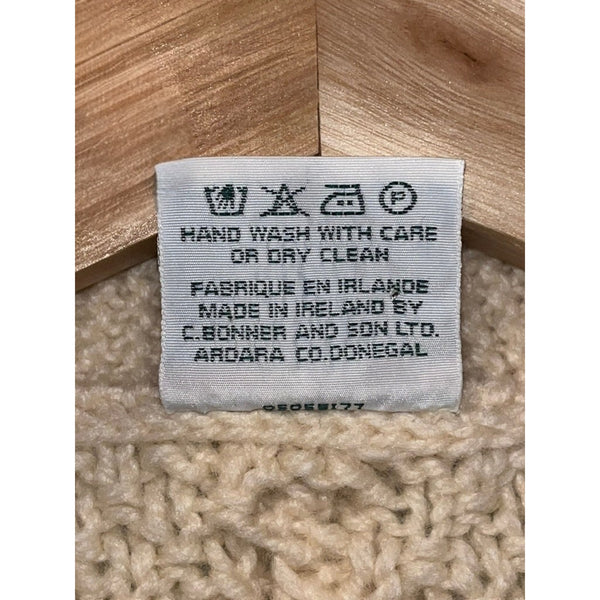 P
HAND WASH WITH CARE
OR DRY CLEAN
FABRIQUE EN IRLANDE
MADE IN IRELAND BY
C.BONNER AND SON LTD.
ARDARA CO.DONEGAL